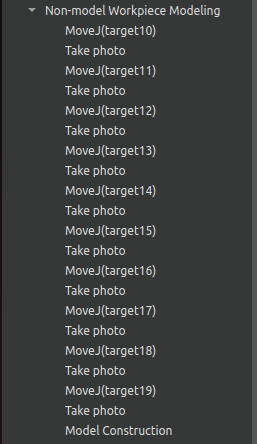 Non-model Workpiece Modeling
MoveJ(target10)
Take photo
MoveJ(target11)
Take photo
MoveJ(target12)
Take photo
MoveJ(target13)
Take photo
MoveJ(target14)
Take photo
MoveJ(target15)
Take photo
MoveJ(target16)
Take photo
MoveJ(target17)
Take photo
MoveJ(target18)
Take photo
MoveJ(target19)
Take photo
Model Construction